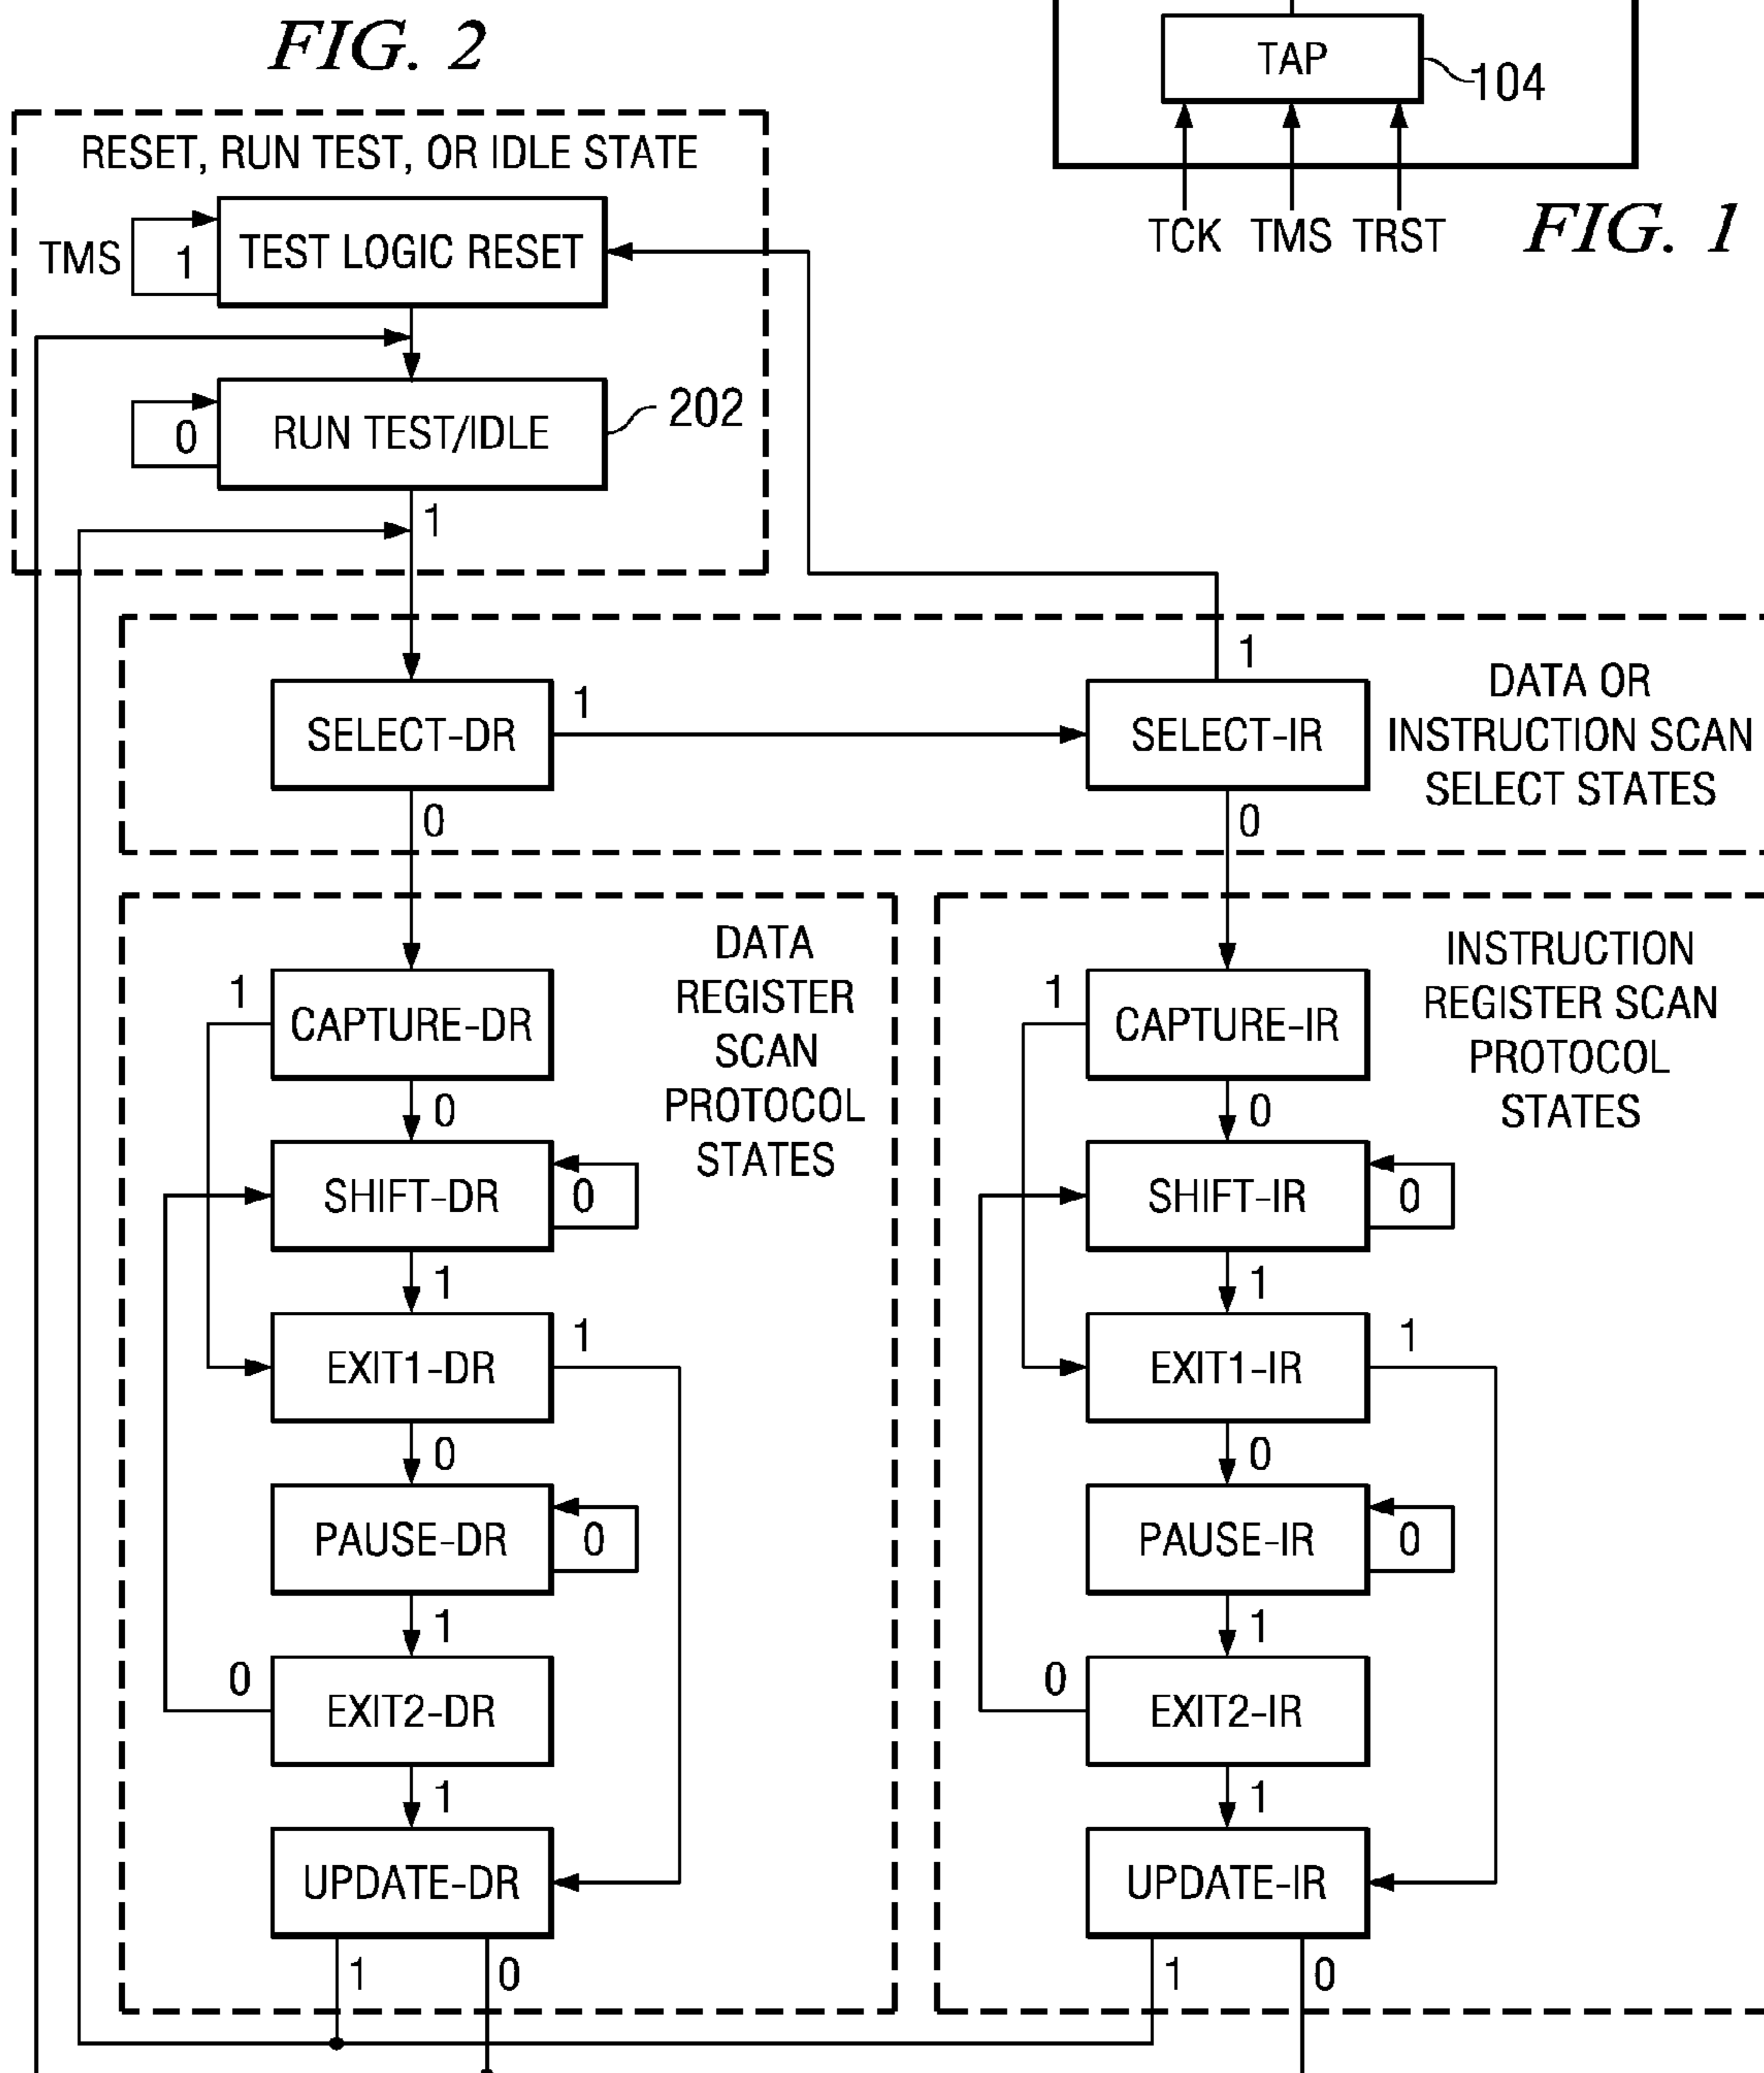 FIG. 2
TAP
104
TCK TMS TRST
FIG. 1
RESET, RUN TEST, OR IDLE STATE
TMS
1
TEST LOGIC RESET
0
RUN TEST/IDLE
202
1
SELECT-DR
1
SELECT-IR
1
DATA OR
INSTRUCTION SCAN
SELECT STATES
0
0
DATA
REGISTER
SCAN
PROTOCOL
STATES
1
CAPTURE-DR
0
SHIFT-DR
0
1
EXIT1-DR
1
0
PAUSE-DR
0
1
0
EXIT2-DR
1
UPDATE-DR
1
0
INSTRUCTION
REGISTER SCAN
PROTOCOL
STATES
1
CAPTURE-IR
0
SHIFT-IR
0
1
EXIT1-IR
1
0
PAUSE-IR
0
1
0
EXIT2-IR
1
UPDATE-IR
1
0